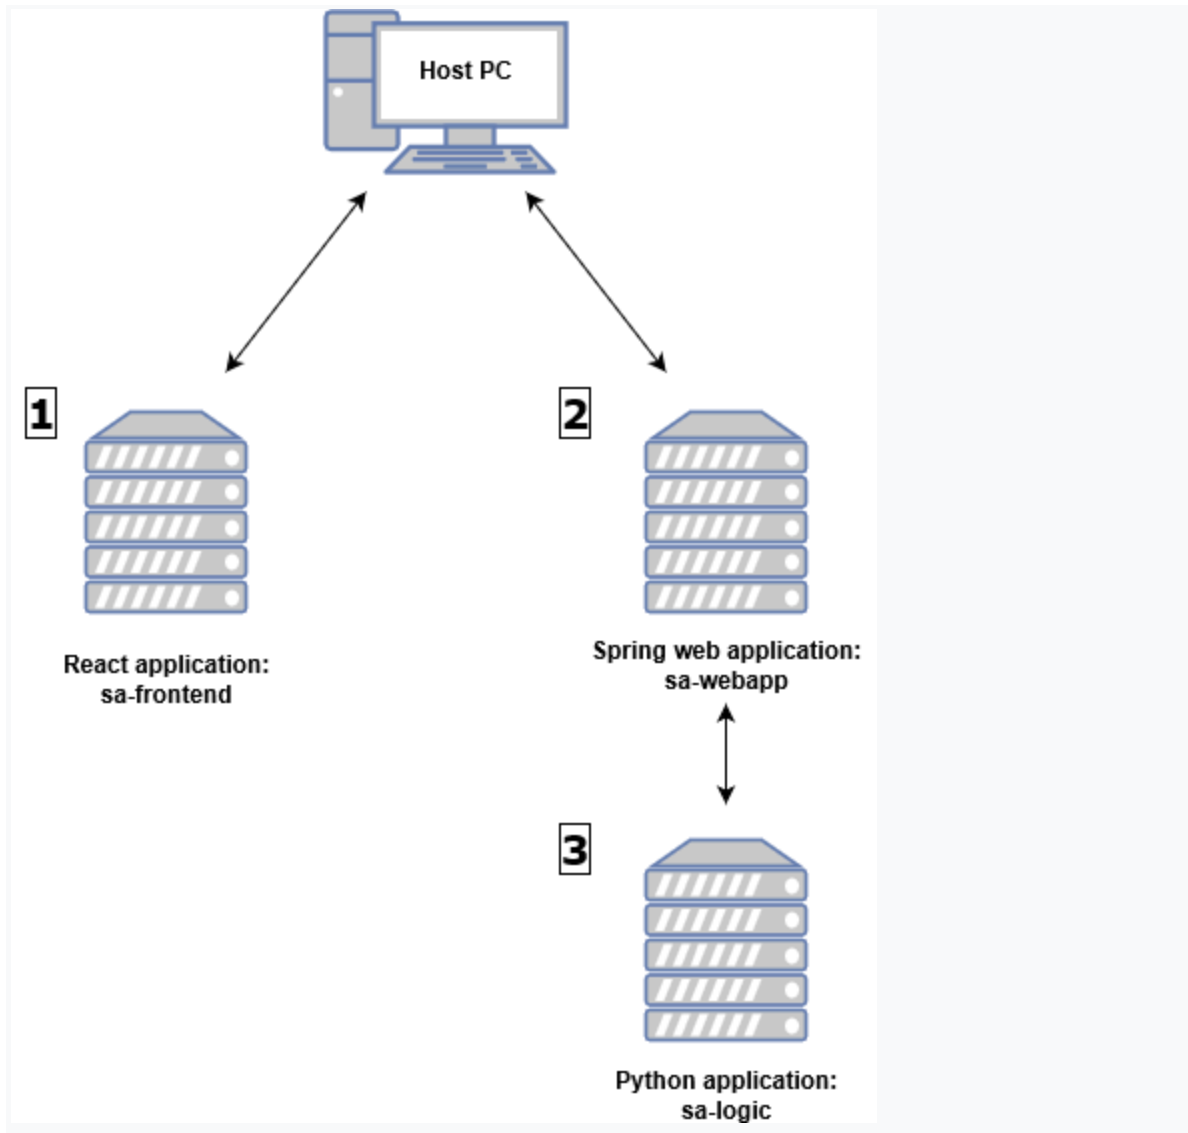 Host PC
1
2
React application:
sa-frontend
Spring web application:
sa-webapp
3
Python application:
sa-logic